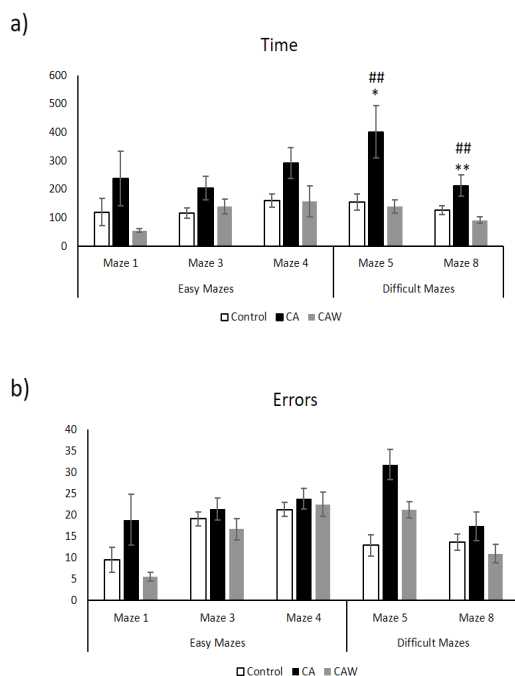 a)
Time
600
500
400
300
200
100
0
##
*
##
**
Maze 1 Maze 3 Maze 4 Maze 5 Maze 8
Easy Mazes Difficult Mazes
Control CA CAW
b)
Errors
40
35
30
25
20
15
10
5
0
Maze 1 Maze 3 Maze 4 Maze 5 Maze 8
Easy Mazes Difficult Mazes
Control CA CAW